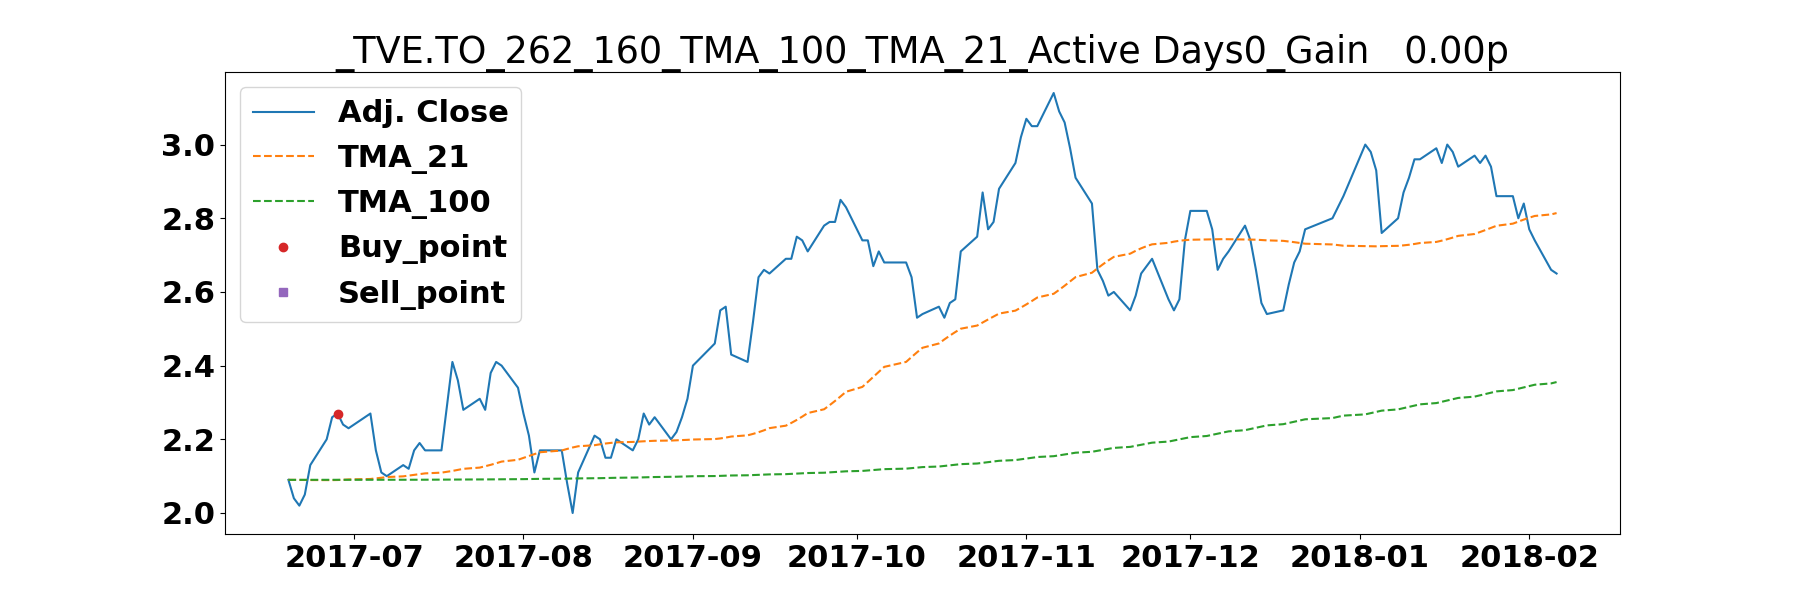 _TVE.TO_262_160_TMA_100_TMA_21_Active Days0_Gain   0.00p
Adj. Close
TMA_21
TMA_100
Buy_point
Sell_point
3.0
2.8
2.6
2.4
2.2
2.0
2017-07 2017-08 2017-09 2017-10 2017-11 2017-12 2018-01 2018-02